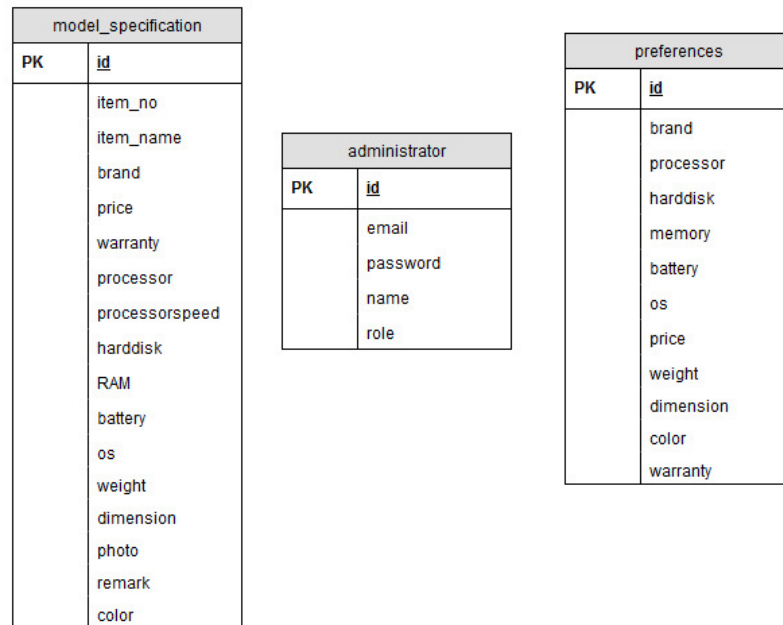 model_specification
PK id
item_no
item_name
brand
price
warranty
processor
processorspeed
harddisk
RAM
battery
os
weight
dimension
photo
remark
color
administrator
PK id
email
password
name
role
preferences
PK id
brand
processor
harddisk
memory
battery
os
price
weight
dimension
color
warranty